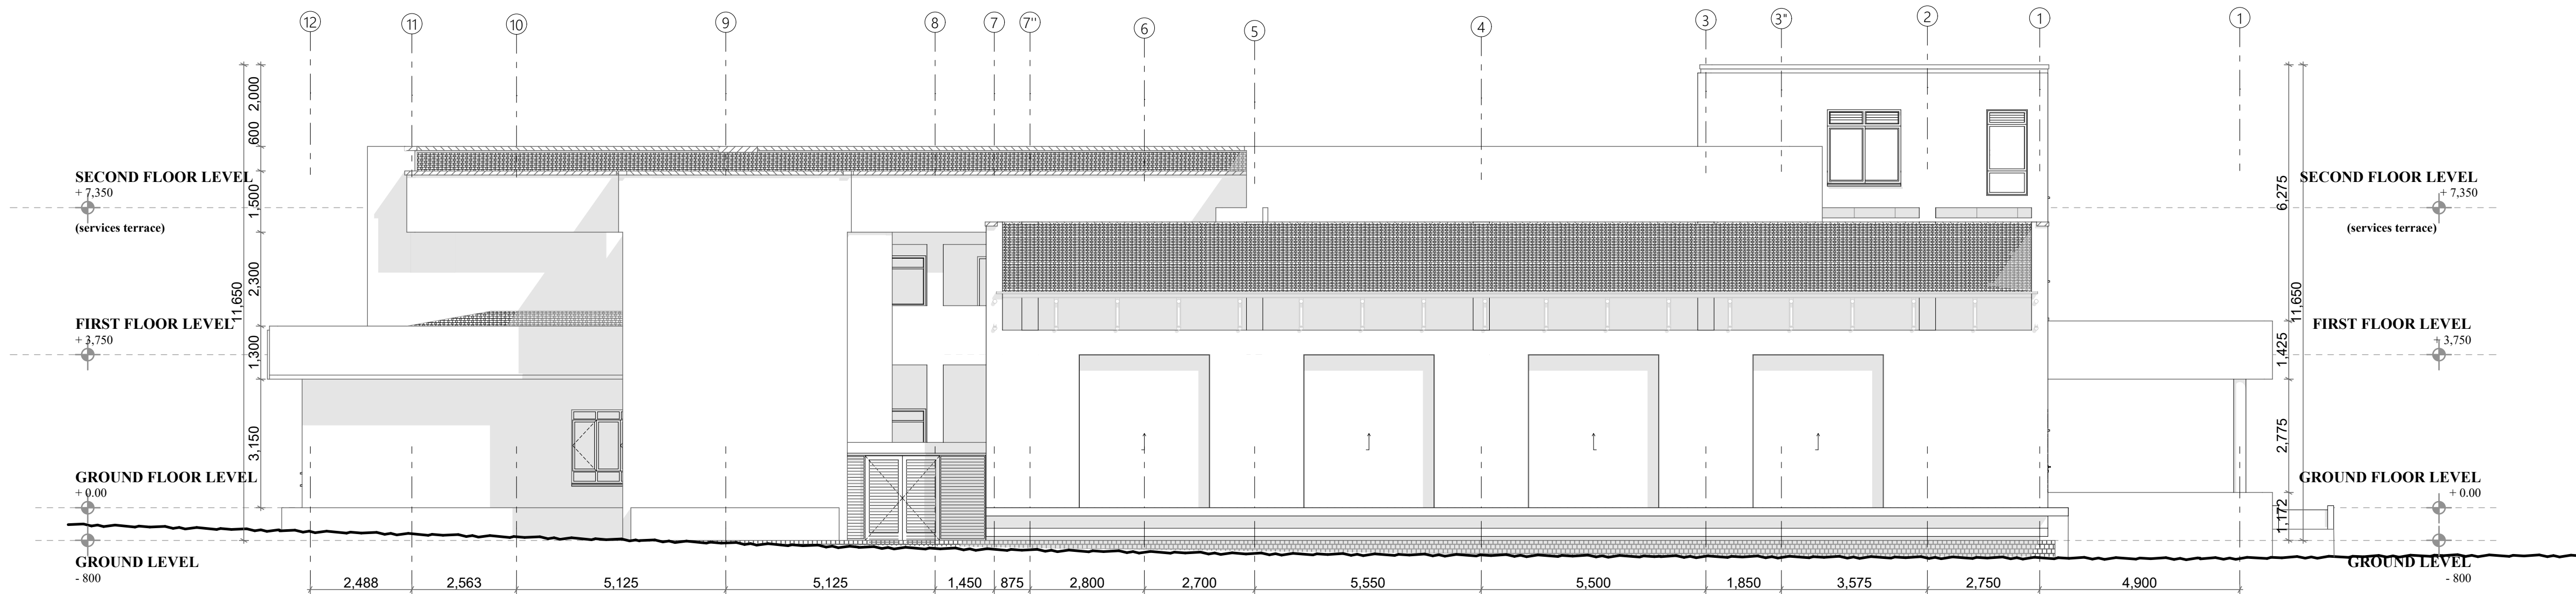 12 11 10 9 8 7 7'' 6 5 4 3 3'' 2 1 1
2,000
600
1,500
2,300
1,300
3,150
11,650
SECOND FLOOR LEVEL
+ 7,350
(services terrace)
FIRST FLOOR LEVEL
+ 3,750
GROUND FLOOR LEVEL
+ 0.00
GROUND LEVEL
- 800
6,275
1,425
2,775
1,172
11,650
SECOND FLOOR LEVEL
+ 7,350
(services terrace)
FIRST FLOOR LEVEL
+ 3,750
GROUND FLOOR LEVEL
+ 0.00
GROUND LEVEL
- 800
2,488 2,563 5,125 5,125 1,450 875 2,800 2,700 5,550 5,500 1,850 3,575 2,750 4,900